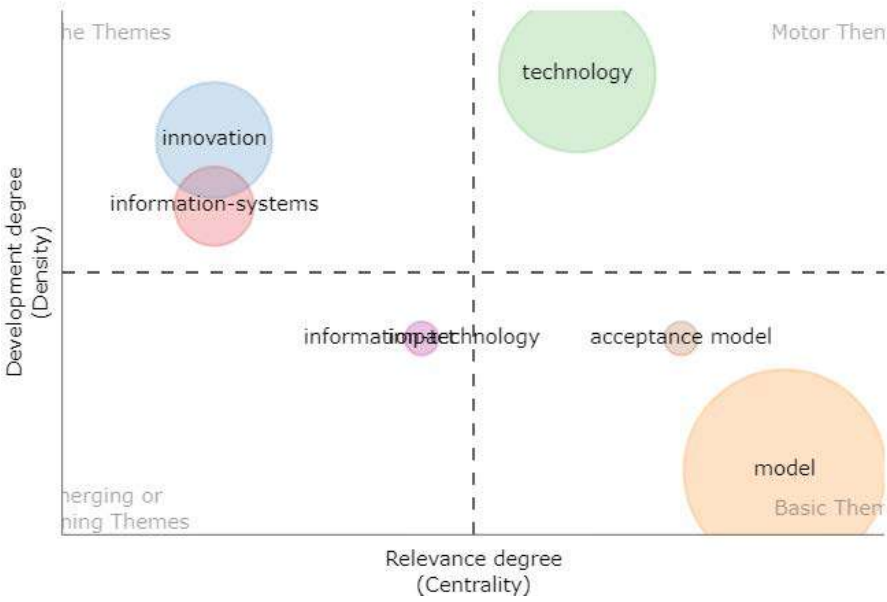 he Themes
Motor Then
technology
innovation
information-systems
information-technology
impact
acceptance model
model
herging or
ning Themes
Basic Them
Development degree
(Density)
Relevance degree
(Centrality)